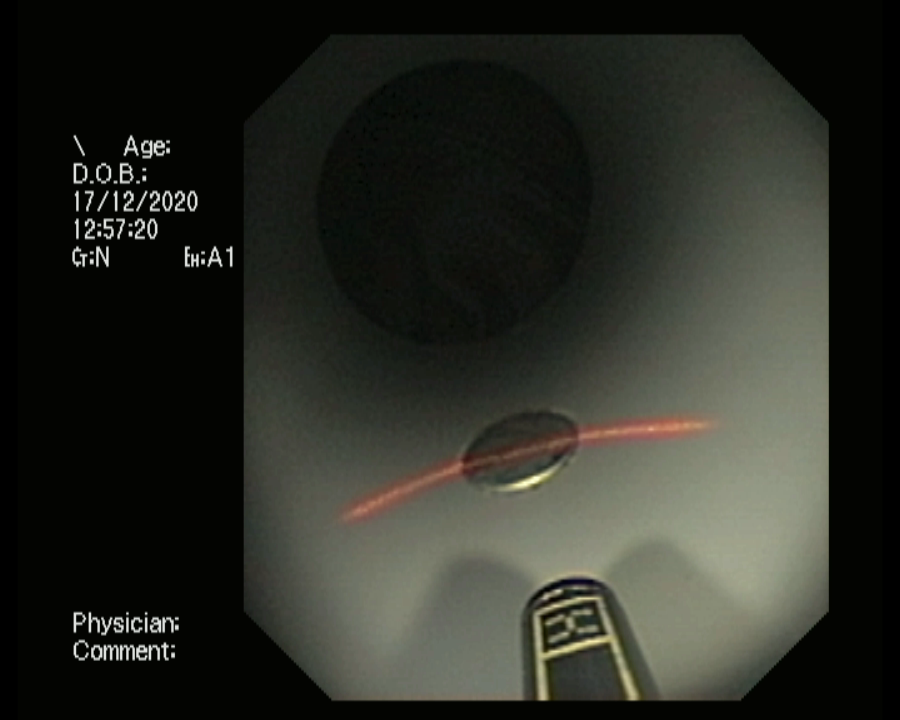 \ Age:
D.O.B.:
17/12/2020
12:57:20
Cr:N Eh:A1
Physician:
Comment: